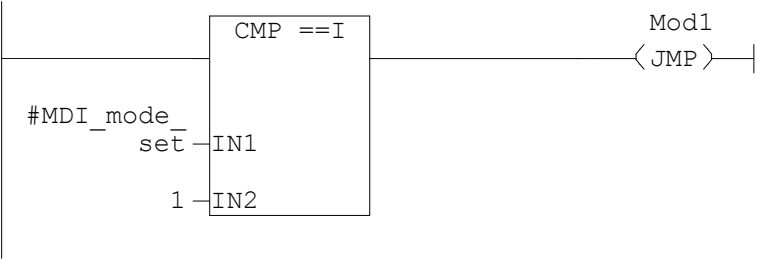 CMP ==I
Mod1
JMP
#MDI_mode_
set
IN1
1
IN2